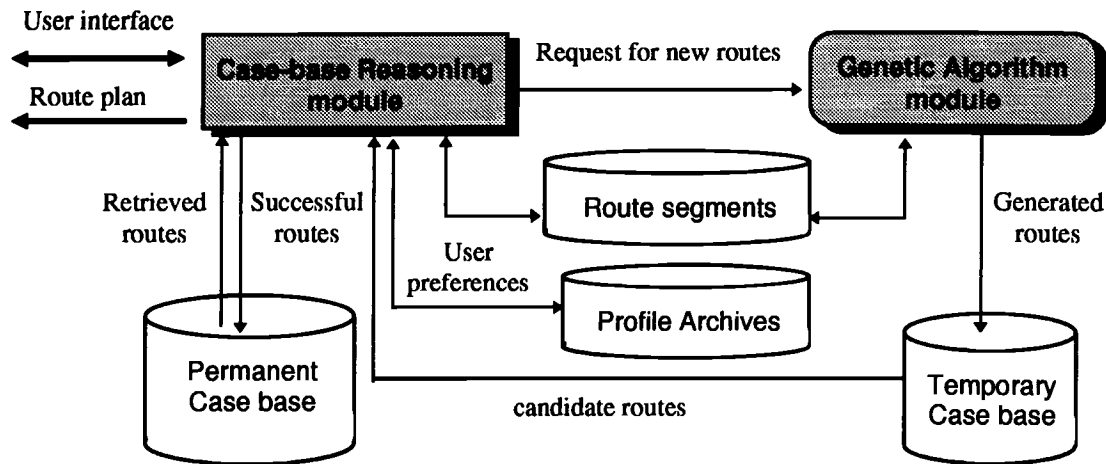 User interface
Route plan
Case-base Reasoning
module
Request for new routes
Genetic Algorithm
module
Retrieved
routes
Successful
routes
Route segments
Generated
routes
User
preferences
Profile Archives
Permanent
Case base
candidate routes
Temporary
Case base